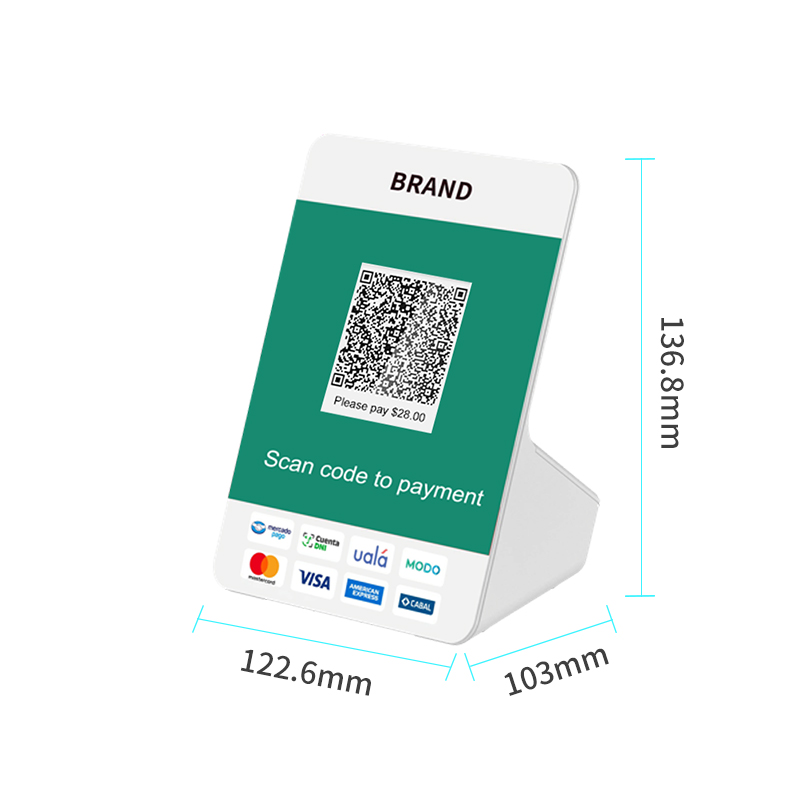 BRAND
Please pay $28.00
Scan code to payment
mercado
pago
Cuenta
DNI
ualá
MODO
mastercard
VISA
AMERICAN
EXPRESS
CABAL
136.8mm
122.6mm
103mm